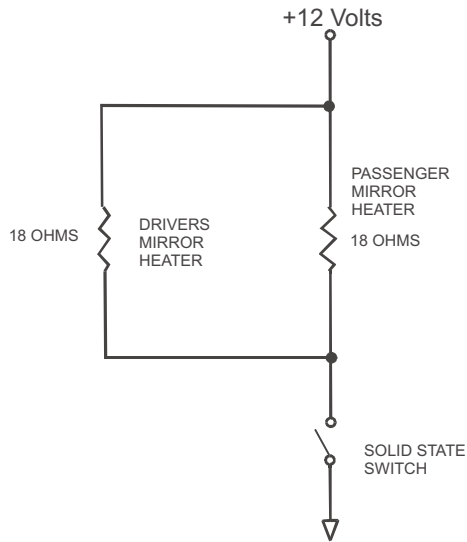 +12 Volts
PASSENGER
MIRROR
HEATER
18 OHMS
18 OHMS
DRIVERS
MIRROR
HEATER
SOLID STATE
SWITCH